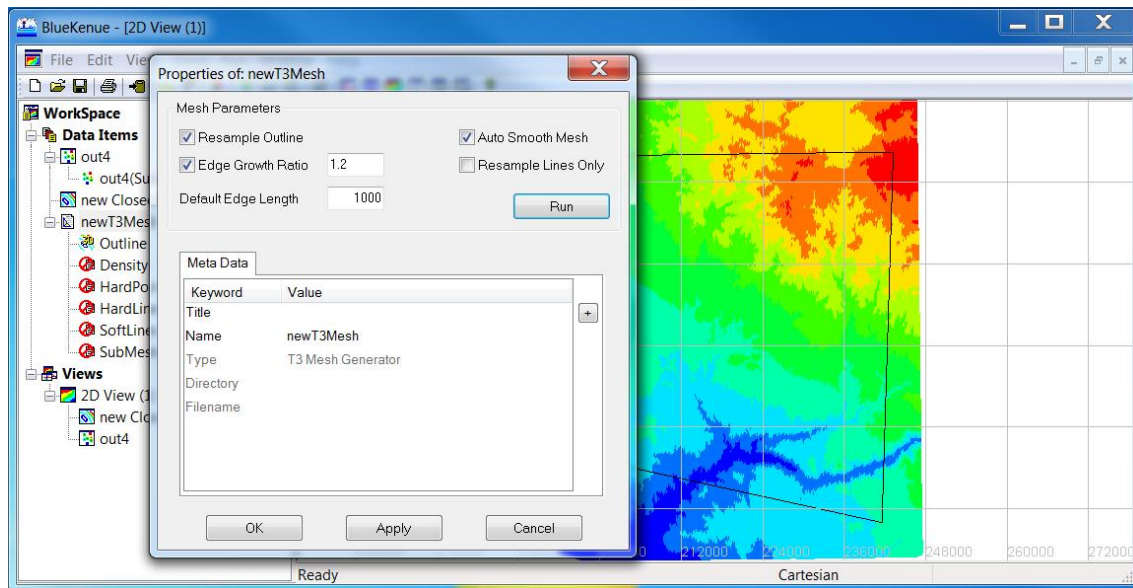 BlueKenue - [2D View (1)]
File Edit Vie
Properties of: newT3Mesh
WorkSpace
Data Items
out4
out4(Su
new Close
newT3Mes
Outline
Density
HardPo
HardLin
SoftLine
SubMes
Views
2D View (1
new Clo
out4
Mesh Parameters
Resample Outline
Auto Smooth Mesh
Edge Growth Ratio 1.2
Resample Lines Only
Default Edge Length 1000
Run
Meta Data
Keyword Value
Title
+
Name newT3Mesh
Type T3 Mesh Generator
Directory
Filename
OK Apply Cancel
0 212000 224000 236000 248000 260000 272000
Ready Cartesian